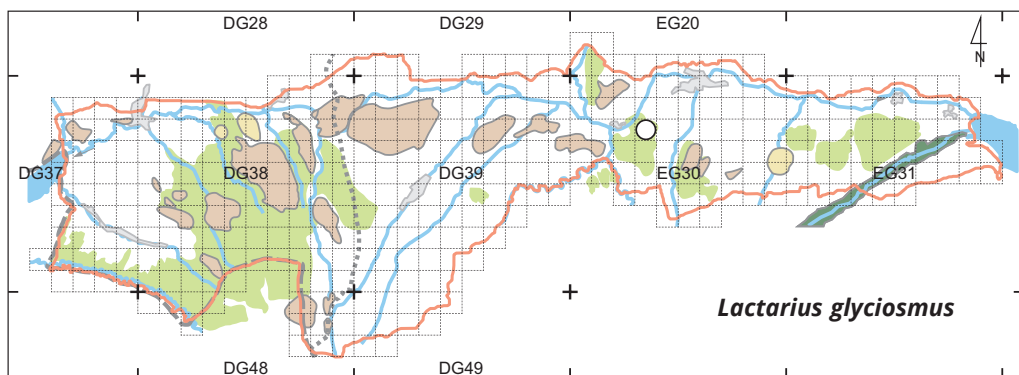 DG28 DG29 EG20
N
DG37 DG38 DG39 EG30 EG31
Lactarius glyciosmus
DG48 DG49